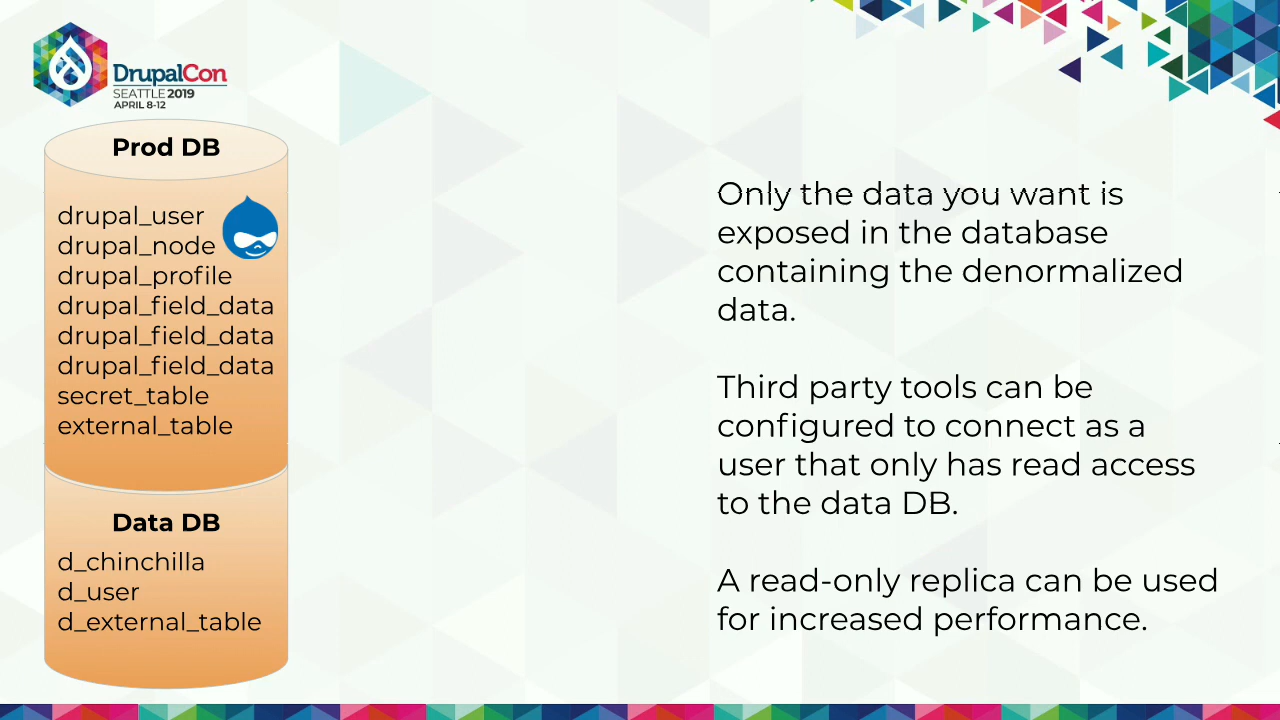 DrupalCon
SEATTLE 2019
APRIL 8-12
Prod DB
drupal_user
drupal_node
drupal_profile
drupal_field_data
drupal_field_data
drupal_field_data
secret_table
external_table
Data DB
d_chinchilla
d_user
d_external_table
Only the data you want is
exposed in the database
containing the denormalized
data.
Third party tools can be
configured to connect as a
user that only has read access
to the data DB.
A read-only replica can be used
for increased performance.